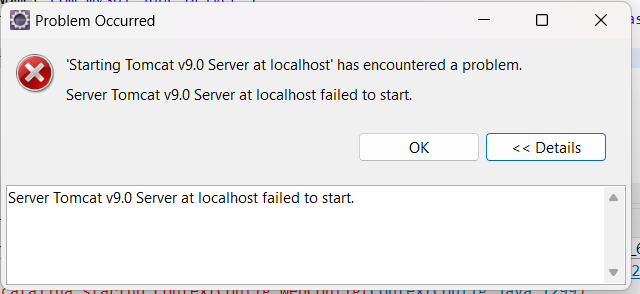 Problem Occurred
'Starting Tomcat v9.0 Server at localhost' has encountered a problem.
Server Tomcat v9.0 Server at localhost failed to start.
OK
<< Details
Server Tomcat v9.0 Server at localhost failed to start.